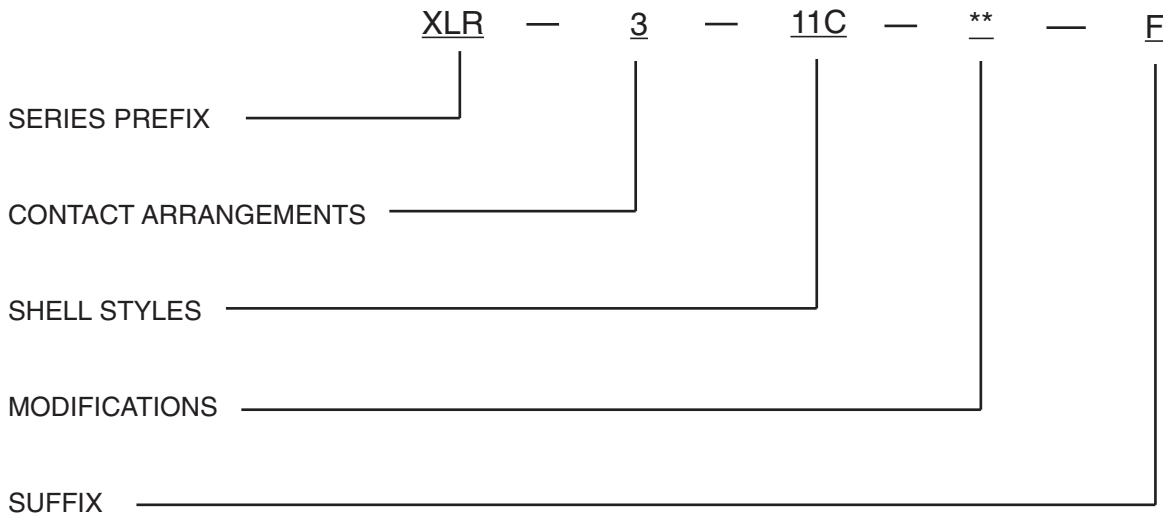 XLR — 3 — 11C — ** — F
SERIES PREFIX
CONTACT ARRANGEMENTS
SHELL STYLES
MODIFICATIONS
SUFFIX